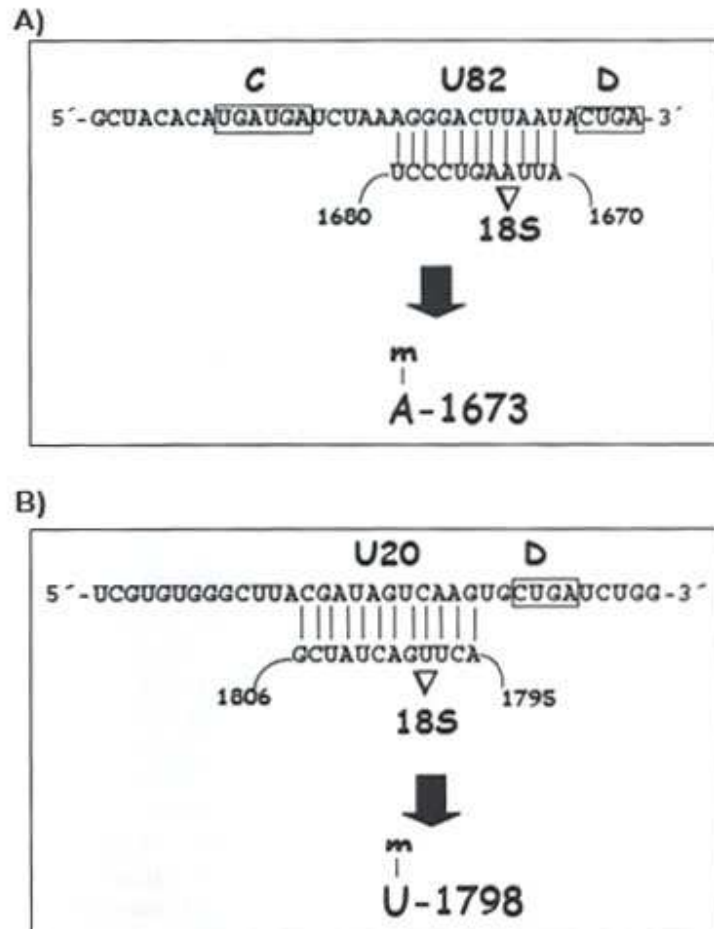 A)
C U82 D
5´-GCUACACAUGAUGAUCUAAAGGGACUUAAUACUGA-3´
UCCCUGAAUUA
1680 1670
18S
m
A-1673
B)
U20 D
5´-UCGUGUGGGCUUACGAUAGUCAAGUGCUGAUCUGG-3´
GCUAUCAGUUCA
1806 1795
18S
m
U-1798